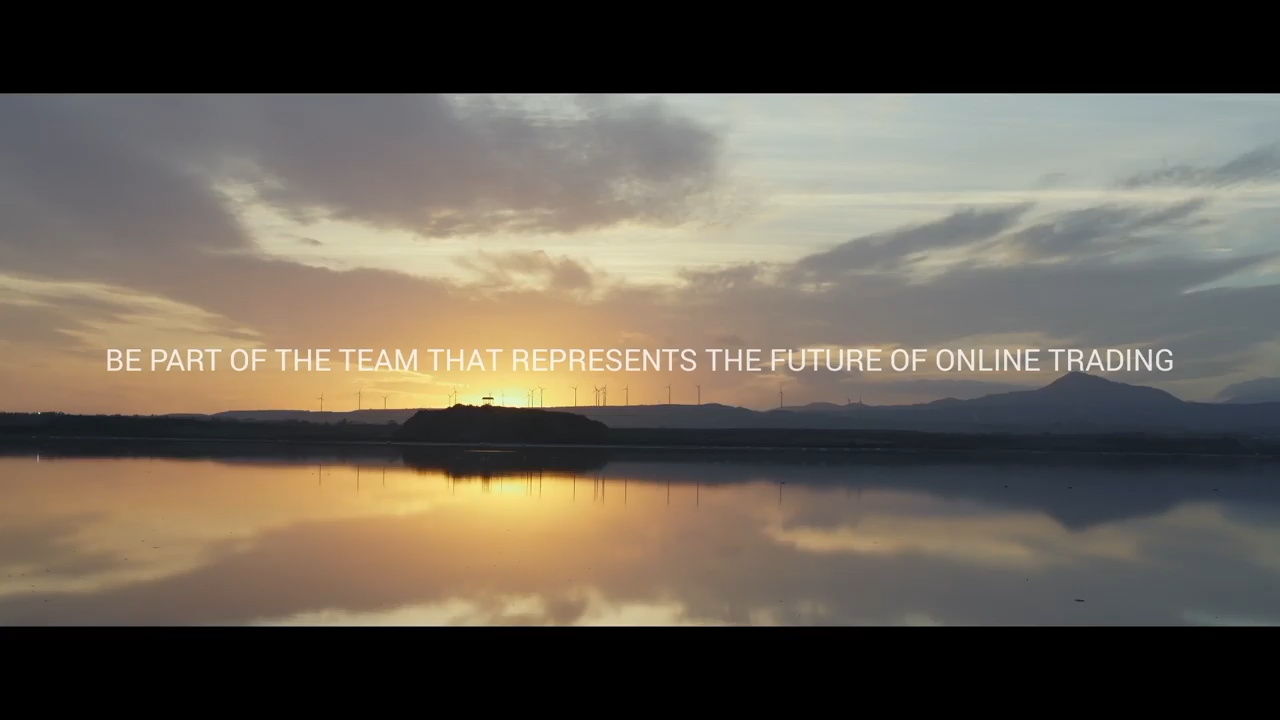 BE PART OF THE TEAM THAT REPRESENTS THE FUTURE OF ONLINE TRADING